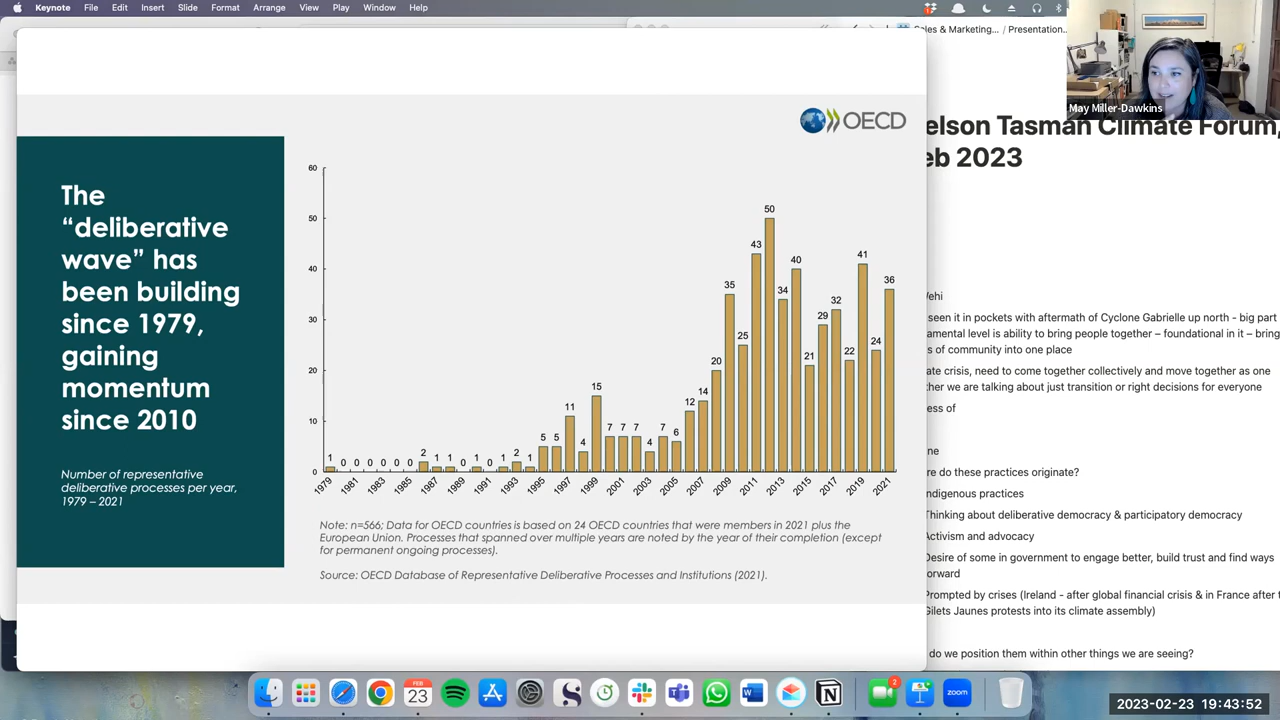 Keynote File Edit Insert Slide Format Arrange View Play Share Window Help
Sales & Marketing... / Presentation...
May Miller-Dawkins
OECD
The
“deliberative
wave” has
been building
since 1979,
gaining
momentum
since 2010
Number of representative
deliberative processes per year,
1979 – 2021
60
50
40
30
20
10
0
1 0 0 0 0 0 0 2 1 1 0 1 0 1 2 1 5 5 11 4 15 7 7 7 4 7 6 12 14 20 35 25 43 50 34 40 21 29 32 22 41 24 36
1979 1981 1983 1985 1987 1989 1991 1993 1995 1997 1999 2001 2003 2005 2007 2009 2011 2013 2015 2017 2019 2021
Note: n=566; Data for OECD countries is based on 24 OECD countries that were members in 2021 plus the
European Union. Processes that spanned over multiple years are noted by the year of their completion (except
for permanent ongoing processes).
Source: OECD Database of Representative Deliberative Processes and Institutions (2021).
elson Tasman Climate Forum,
eb 2023
Wehi
seen it in pockets with aftermath of Cyclone Gabrielle up north - big part
amental level is ability to bring people together – foundational in it – bring
s of community into one place
ate crisis, need to come together collectively and move together as one
ther we are talking about just transition or right decisions for everyone
ess of
ne
re do these practices originate?
ndigenous practices
Thinking about deliberative democracy & participatory democracy
Activism and advocacy
Desire of some in government to engage better, build trust and find ways
orward
Prompted by crises (Ireland - after global financial crisis & in France after t
Gilets Jaunes protests into its climate assembly)
do we position them within other things we are seeing?
FEB
23
2
zoom
2023-02-23 19:43:52